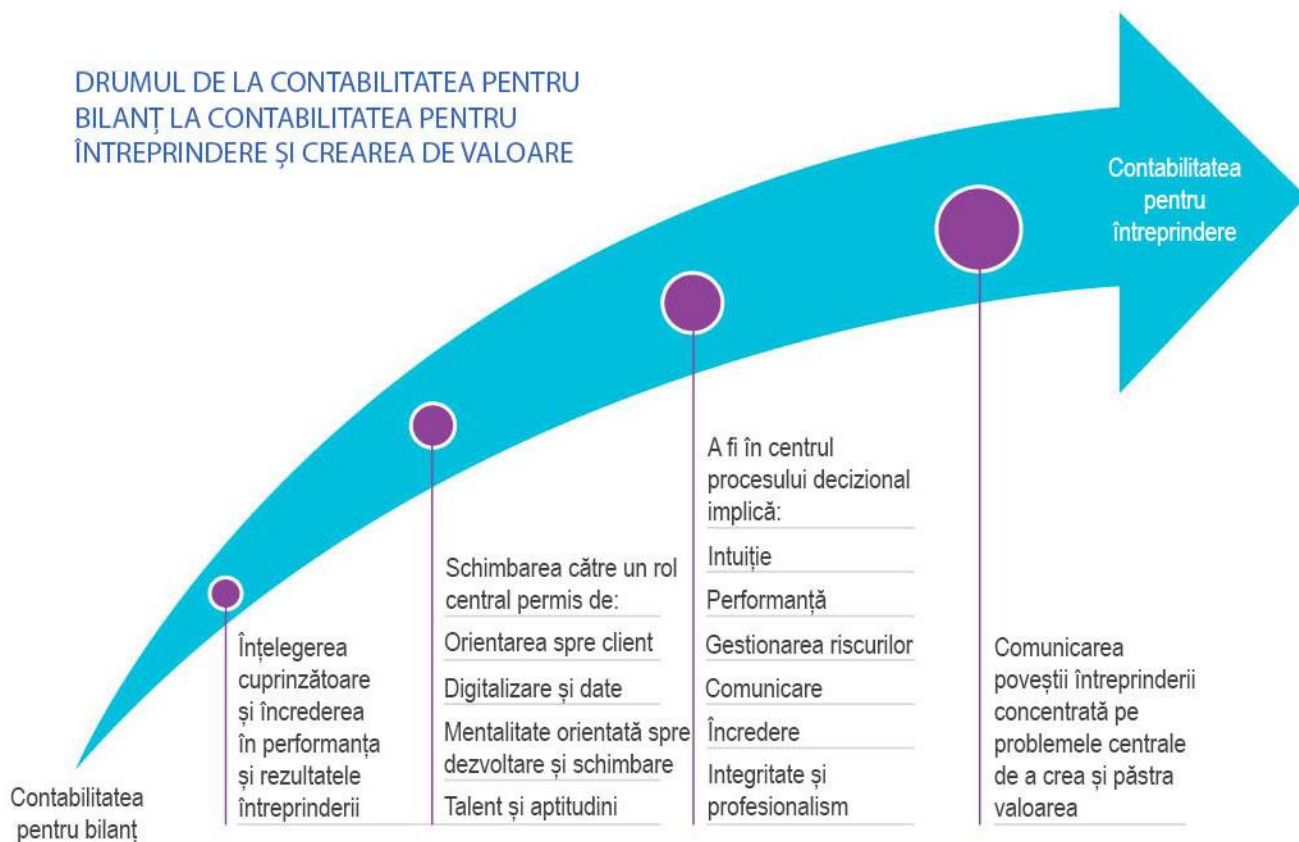 DRUMUL DE LA CONTABILITATEA PENTRU
BILANȚ LA CONTABILITATEA PENTRU
ÎNTREPRINDERE ȘI CREAREA DE VALOARE
Contabilitatea
pentru bilanț
Înțelegerea
cuprinzătoare
și încrederea
în performanța
și rezultatele
întreprinderii
Schimbarea către un rol
central permis de:
Orientarea spre client
Digitalizare și date
Mentalitate orientată spre
dezvoltare și schimbare
Talent și aptitudini
A fi în centrul
procesului decizional
implică:
Intuiție
Performanță
Gestionarea riscurilor
Comunicare
Încredere
Integritate și
profesionalism
Comunicarea
poveștii întreprinderii
concentrată pe
problemele centrale
de a crea și păstra
valoarea
Contabilitatea
pentru
întreprindere